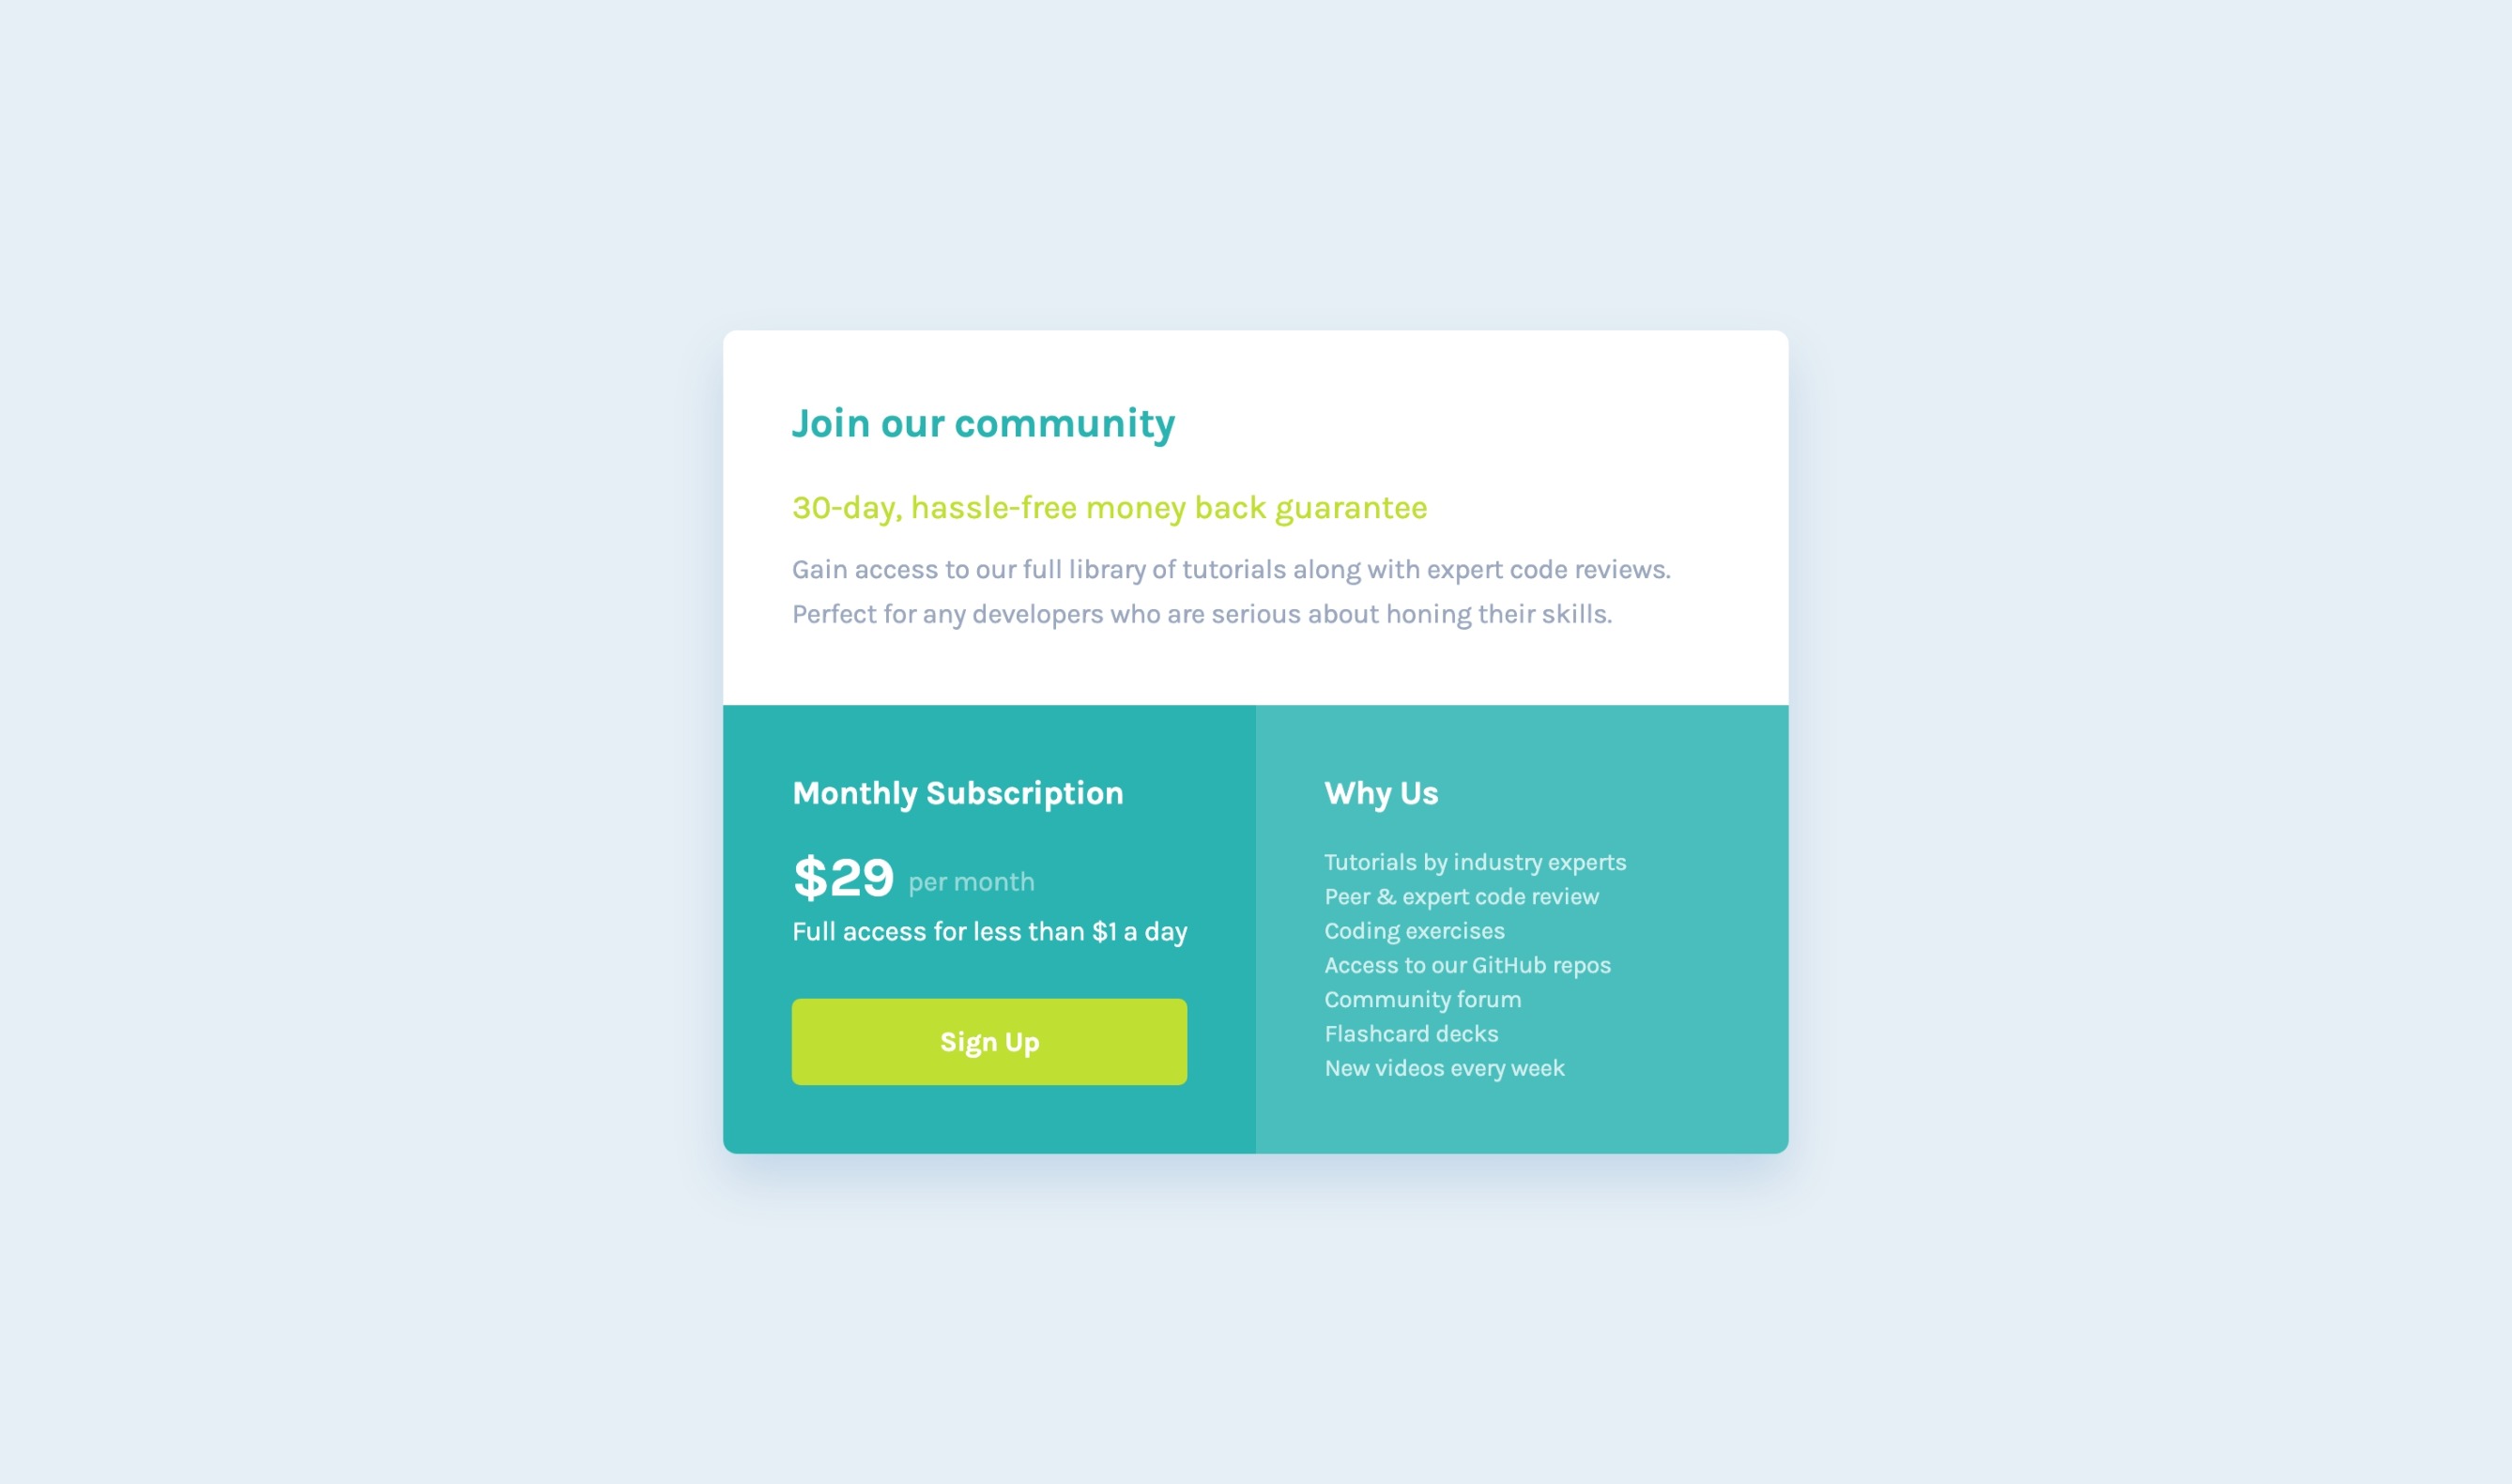 Join our community
30-day, hassle-free money back guarantee
Gain access to our full library of tutorials along with expert code reviews.
Perfect for any developers who are serious about honing their skills.
Monthly Subscription
$29 per month
Full access for less than $1 a day
Sign Up
Why Us
Tutorials by industry experts
Peer & expert code review
Coding exercises
Access to our GitHub repos
Community forum
Flashcard decks
New videos every week